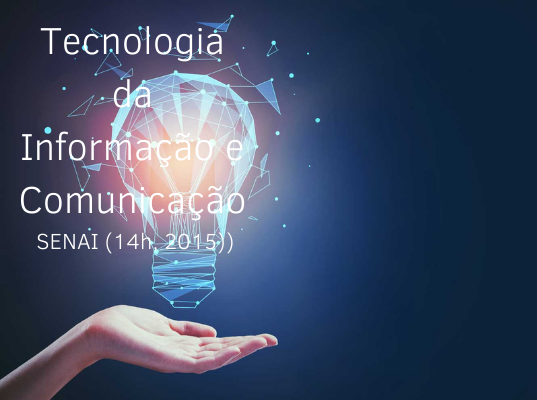 Tecnologia
da
Informação e
Comunicação
SENAI (14h, 2015))